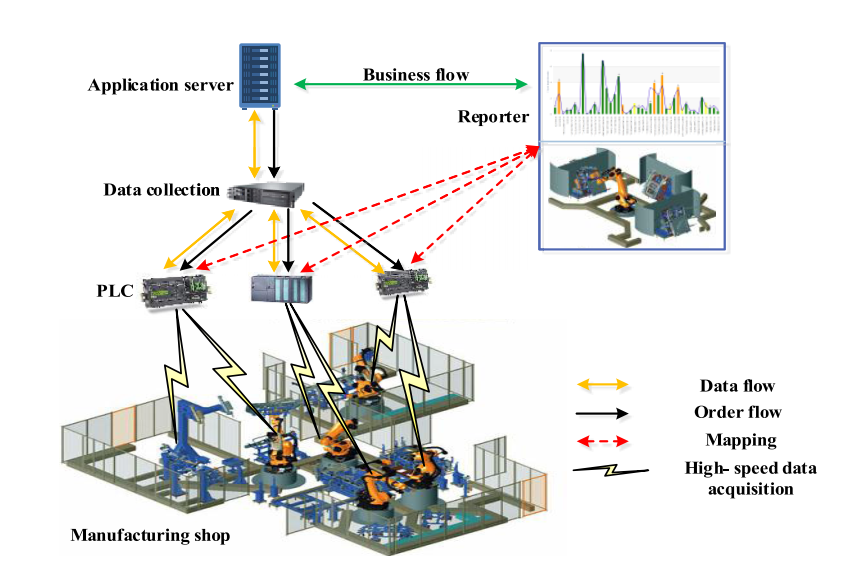 Application server
Business flow
Reporter
Data collection
PLC
Data flow
Order flow
Mapping
High- speed data
acquisition
Manufacturing shop